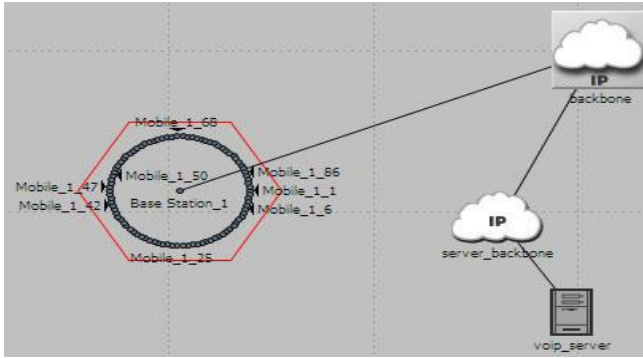 IP
backbone
Mobile_1_68
Mobile_1_50
Mobile_1_86
Mobile_1_47
Mobile_1_1
Mobile_1_42
Base Station_1
Mobile_1_6
Mobile_1_25
IP
server_backbone
voip_server